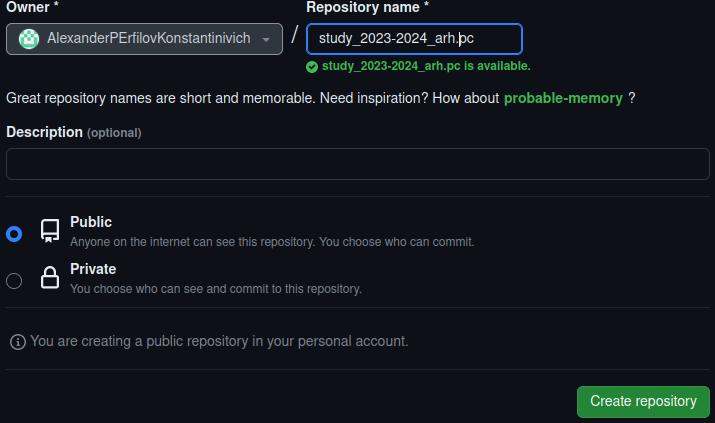 Owner * Repository name *
AlexanderPErfilovKonstantinivich / study_2023-2024_arh.pc
study_2023-2024_arh.pc is available.
Great repository names are short and memorable. Need inspiration? How about probable-memory ?
Description (optional)
Public
Anyone on the internet can see this repository. You choose who can commit.
Private
You choose who can see and commit to this repository.
You are creating a public repository in your personal account.
Create repository